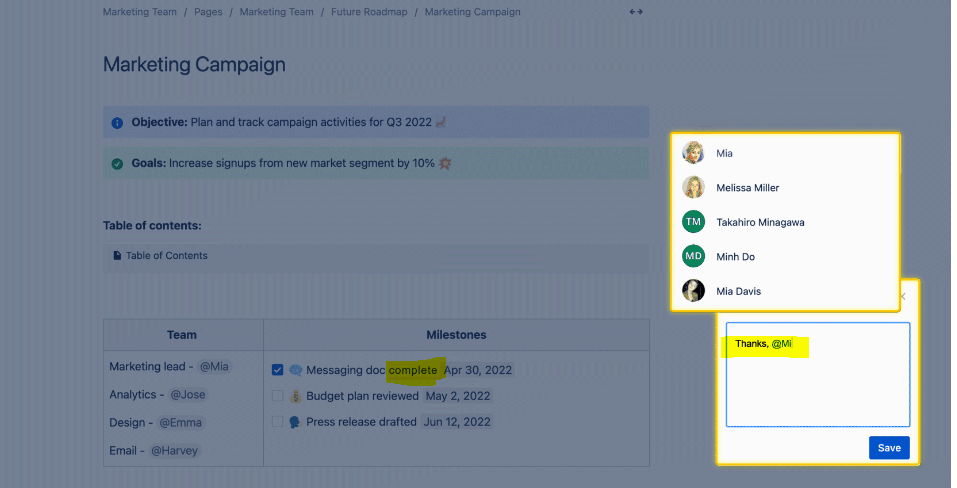 Marketing Team / Pages / Marketing Team / Future Roadmap / Marketing Campaign
Marketing Campaign
Objective: Plan and track campaign activities for Q3 2022
Goals: Increase signups from new market segment by 10%
Table of contents:
Table of Contents
Team
Marketing lead - @Mia
Analytics - @Jose
Design - @Emma
Email - @Harvey
Milestones
Messaging doc complete Apr 30, 2022
Budget plan reviewed May 2, 2022
Press release drafted Jun 12, 2022
Mia
Melissa Miller
TM Takahiro Minagawa
MD Minh Do
Mia Davis
Thanks, @Mi
Save